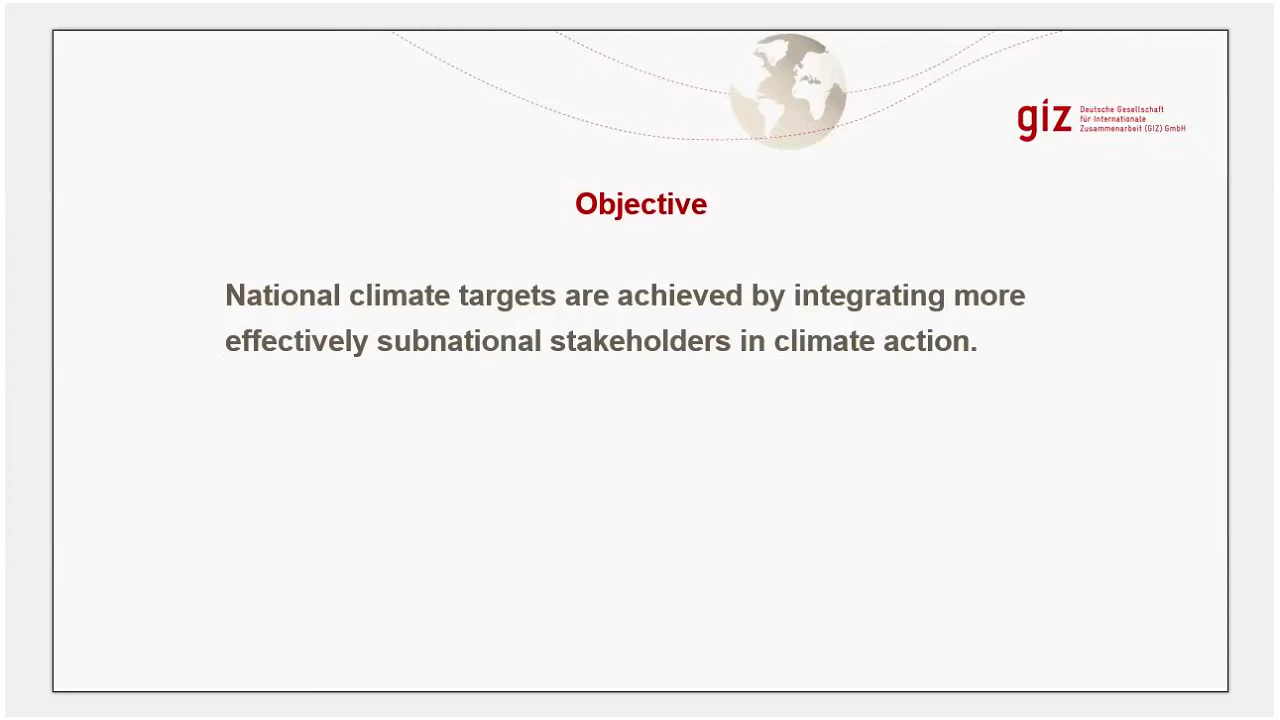 giz
Deutsche Gesellschaft
für Internationale
Zusammenarbeit (GIZ) GmbH
Objective
National climate targets are achieved by integrating more
effectively subnational stakeholders in climate action.